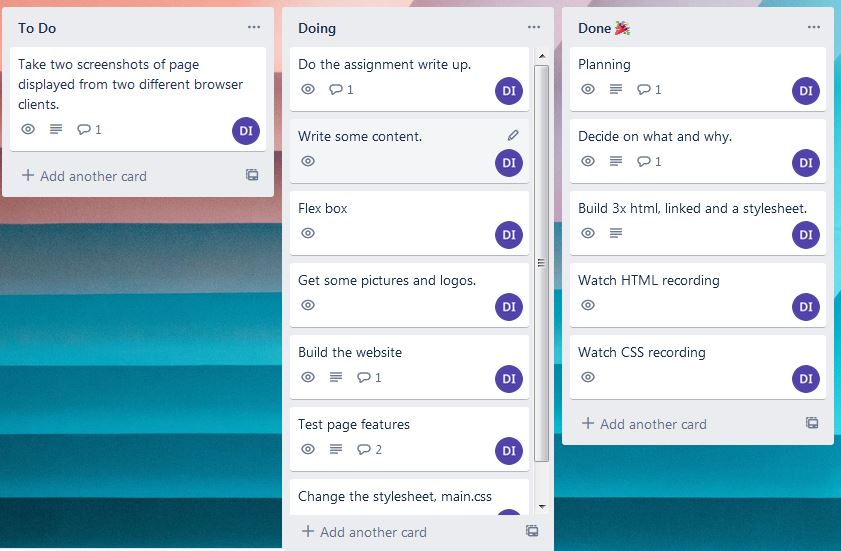 To Do
Take two screenshots of page
displayed from two different browser
clients.
1
DI
Add another card
Doing
Do the assignment write up.
1
DI
Write some content.
DI
Flex box
DI
Get some pictures and logos.
DI
Build the website
1
DI
Test page features
2
DI
Change the stylesheet, main.css
Add another card
Done 🎉
Planning
1
DI
Decide on what and why.
1
DI
Build 3x html, linked and a stylesheet.
DI
Watch HTML recording
DI
Watch CSS recording
DI
Add another card